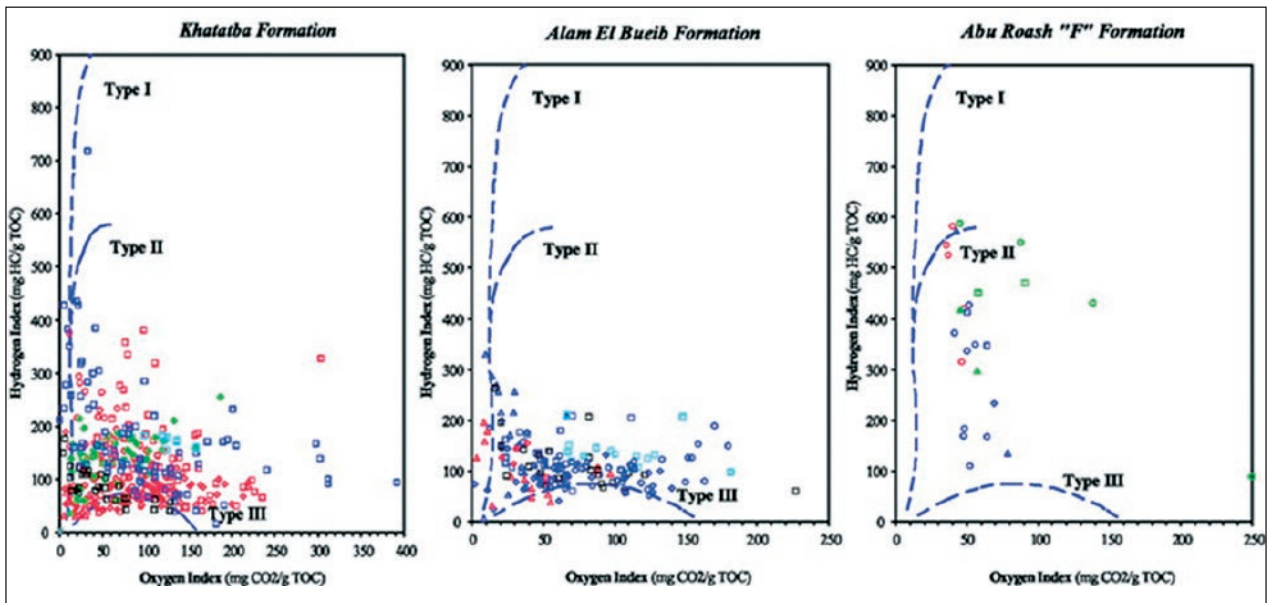 Khatatba Formation
Alam El Bueib Formation
Abu Roash "F" Formation
Hydrogen Index (mg HC/g TOC)
900
800
700
600
500
400
300
200
100
0
Type I
Type II
Type III
0
50
100
150
200
250
300
350
400
Oxygen Index (mg CO2/g TOC)
Hydrogen Index (mg HC/g TOC)
900
800
700
600
500
400
300
200
100
0
Type I
Type II
Type III
0
50
100
150
200
250
Oxygen Index (mg CO2/g TOC)
Hydrogen Index (mg HC/g TOC)
900
800
700
600
500
400
300
200
100
0
Type I
Type II
Type III
0
50
100
150
200
250
Oxygen Index (mg CO2/g TOC)